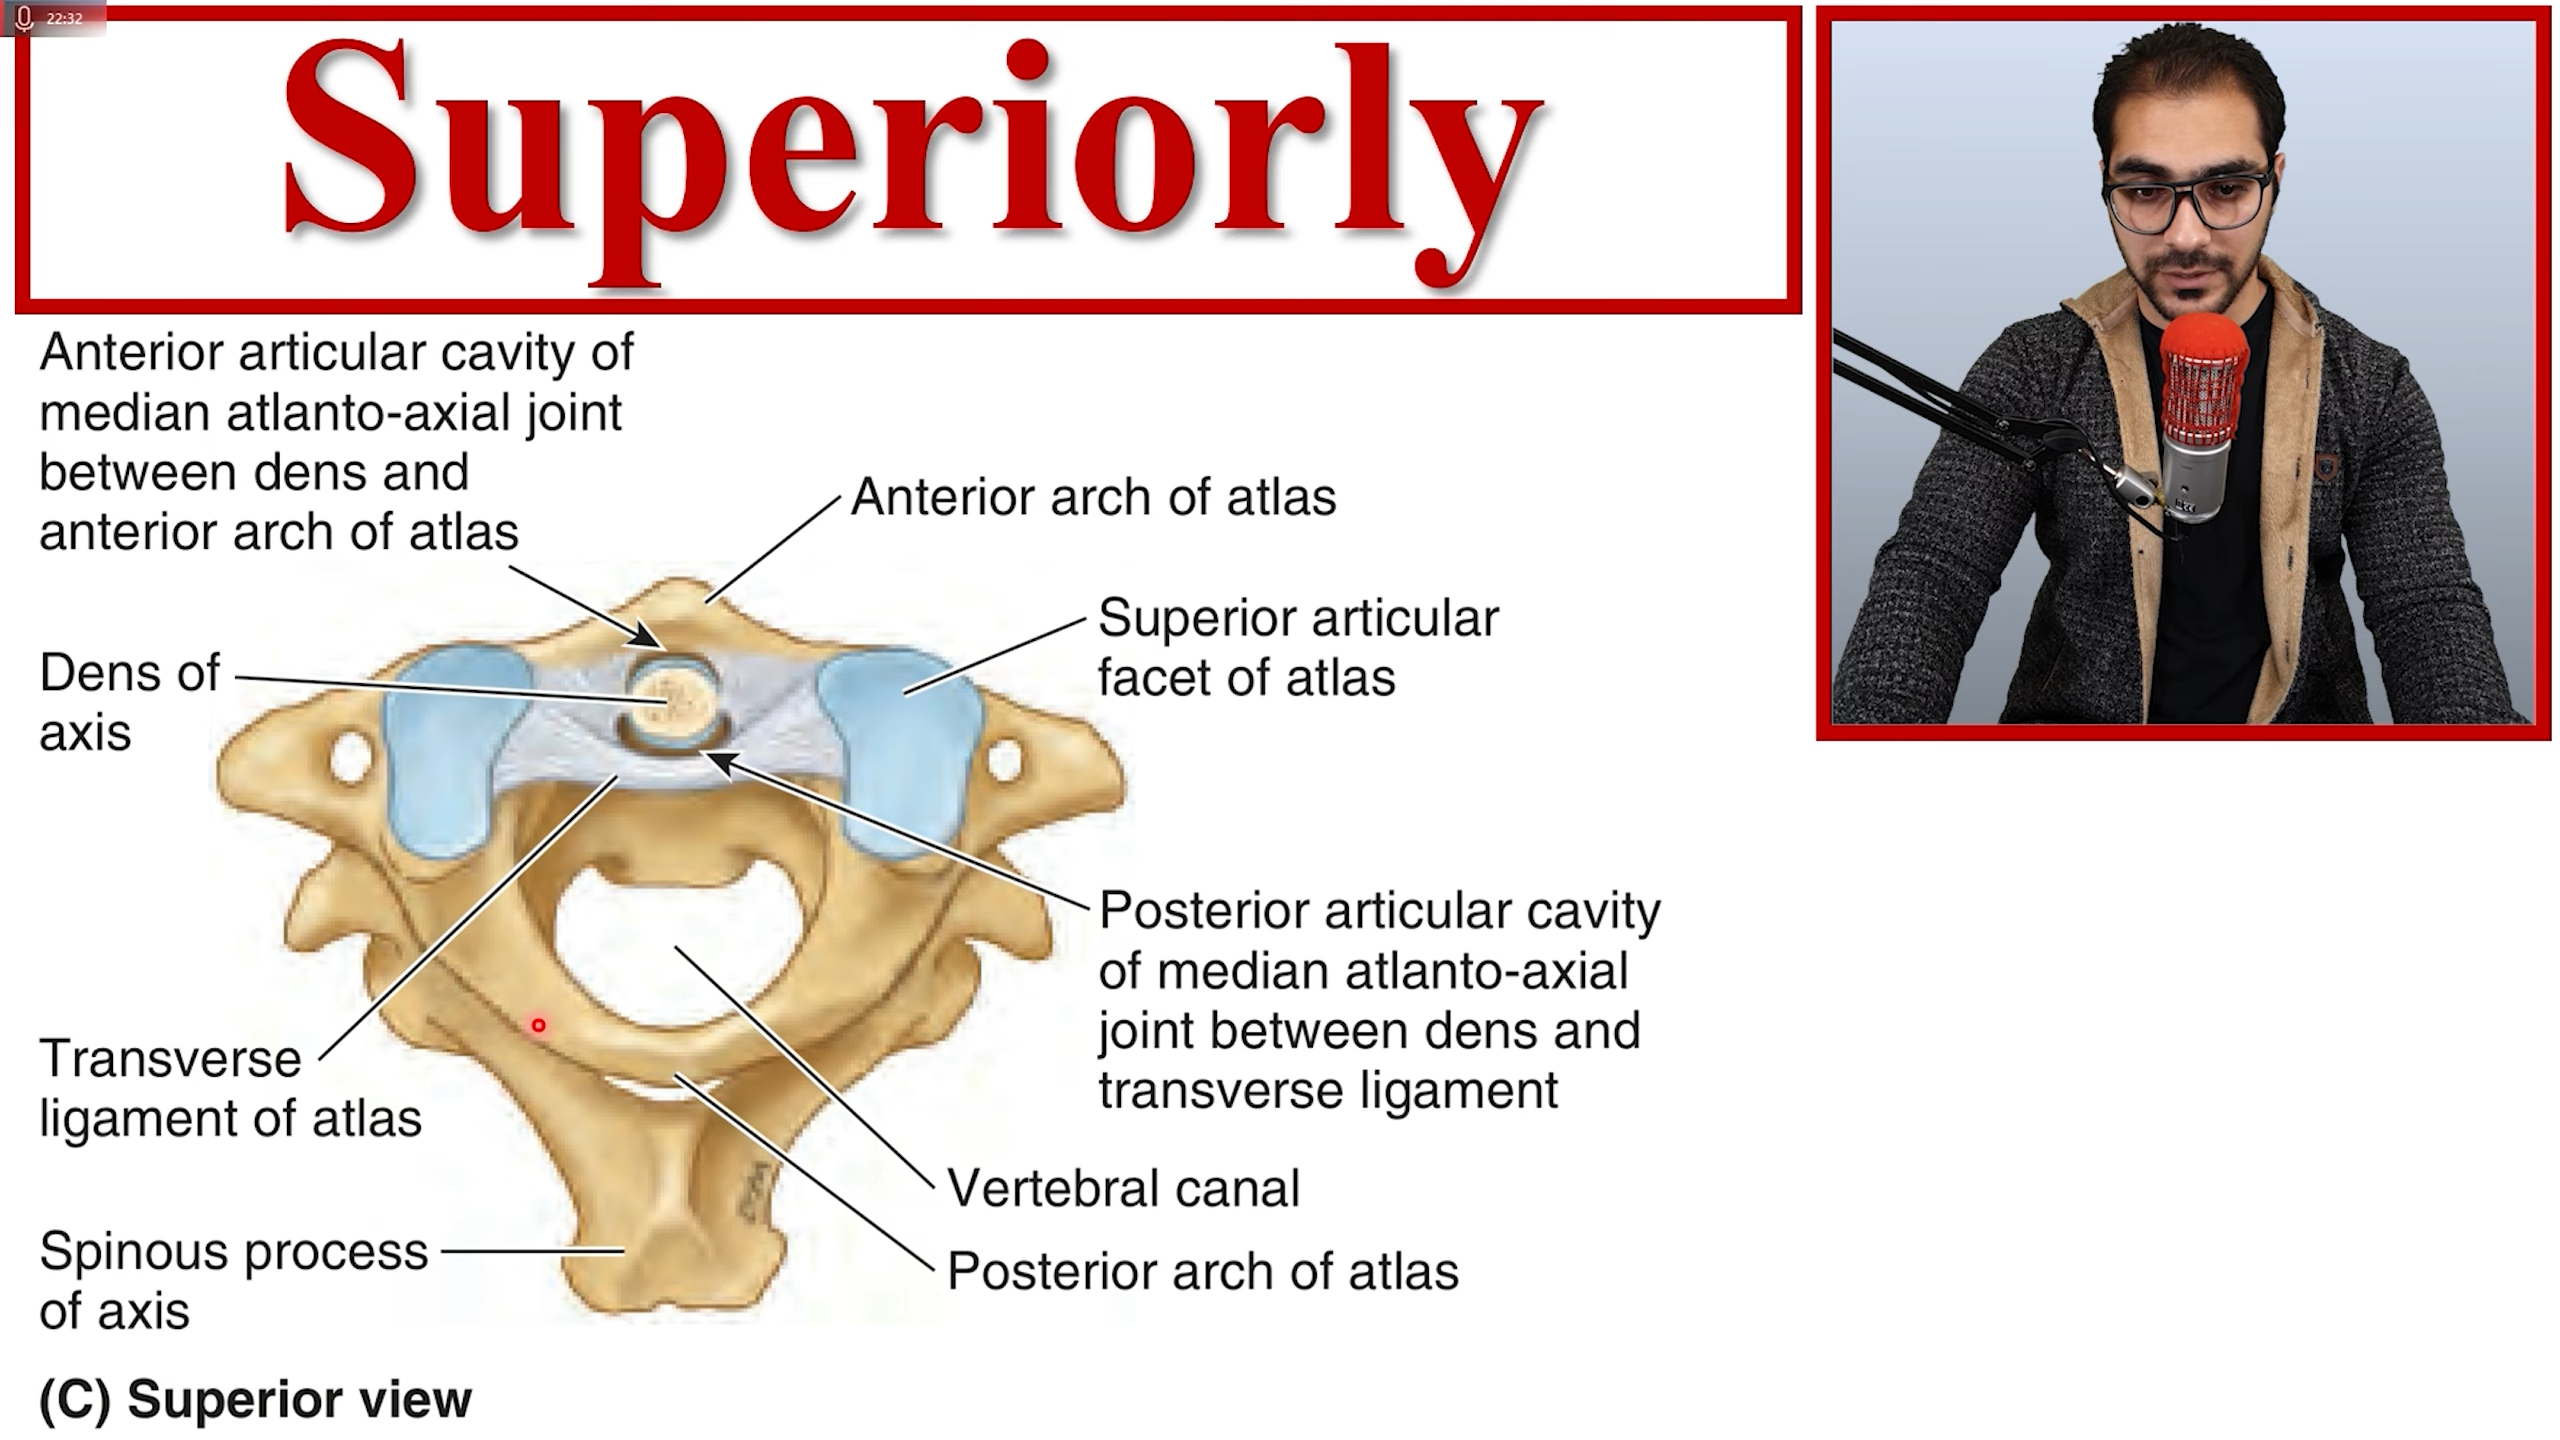 22:32
Superiorly
Anterior articular cavity of
median atlanto-axial joint
between dens and
anterior arch of atlas
Anterior arch of atlas
Superior articular
facet of atlas
Dens of
axis
Posterior articular cavity
of median atlanto-axial
joint between dens and
transverse ligament
Transverse
ligament of atlas
Vertebral canal
Spinous process
of axis
Posterior arch of atlas
(C) Superior view